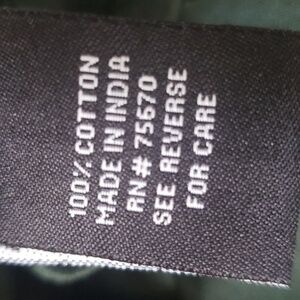 100% COTTON
MADE IN INDIA
RN# 75670
SEE REVERSE
FOR CARE